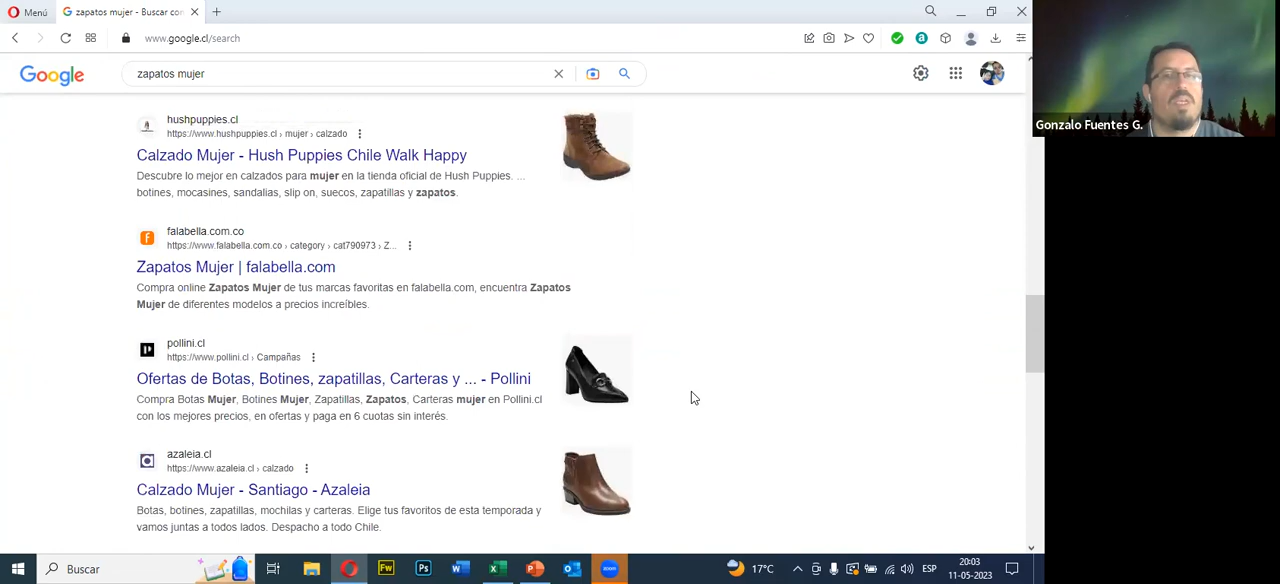 Menú
zapatos mujer - Buscar con
www.google.cl/search
Google
zapatos mujer
Gonzalo Fuentes G.
hushpuppies.cl
https://www.hushpuppies.cl › mujer › calzado
Calzado Mujer - Hush Puppies Chile Walk Happy
Descubre lo mejor en calzados para mujer en la tienda oficial de Hush Puppies. ...
botines, mocasines, sandalias, slip on, suecos, zapatillas y zapatos.
falabella.com.co
https://www.falabella.com.co › category › cat790973 › Z...
Zapatos Mujer | falabella.com
Compra online Zapatos Mujer de tus marcas favoritas en falabella.com, encuentra Zapatos
Mujer de diferentes modelos a precios increíbles.
pollini.cl
https://www.pollini.cl › Campañas
Ofertas de Botas, Botines, zapatillas, Carteras y ... - Pollini
Compra Botas Mujer, Botines Mujer, Zapatillas, Zapatos, Carteras mujer en Pollini.cl
con los mejores precios, en ofertas y paga en 6 cuotas sin interés.
azaleia.cl
https://www.azaleia.cl › calzado
Calzado Mujer - Santiago - Azaleia
Botas, botines, zapatillas, mochilas y carteras. Elige tus favoritos de esta temporada y
vamos juntas a todos lados. Despacho a todo Chile.
Buscar
Fw
Ps
zoom
17°C
ESP
20:03
11-05-2023